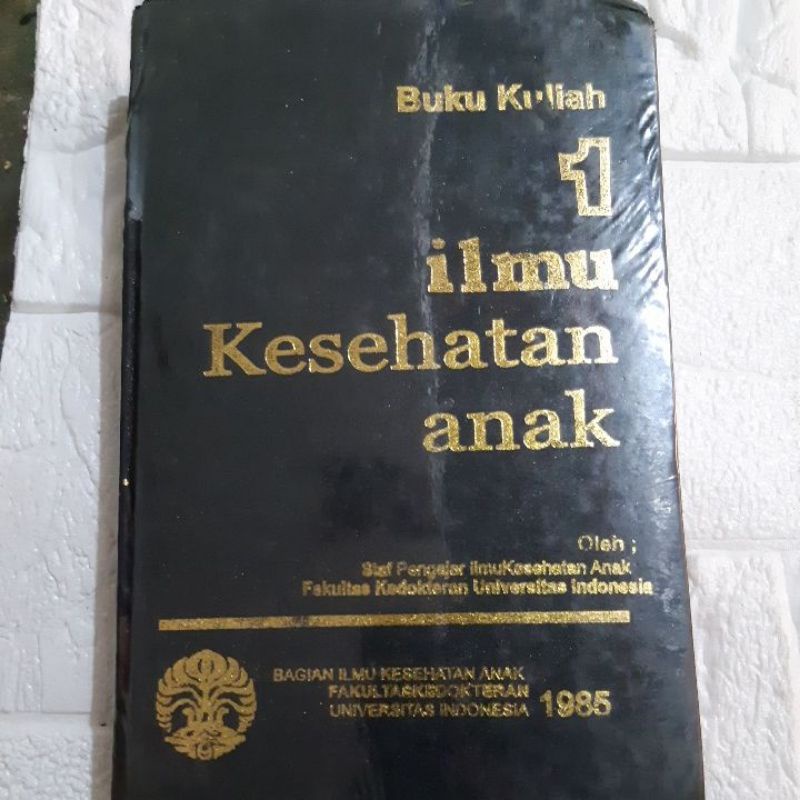 Buku Kuliah
1
ilmu
Kesehatan
anak
Oleh ;
Staf Pengajar ilmuKesehatan Anak
Fakultas Kedokteran Universitas Indonesia
BAGIAN ILMU KESEHATAN ANAK
FAKULTASKEDOKTERAN
UNIVERSITAS INDONESIA 1985